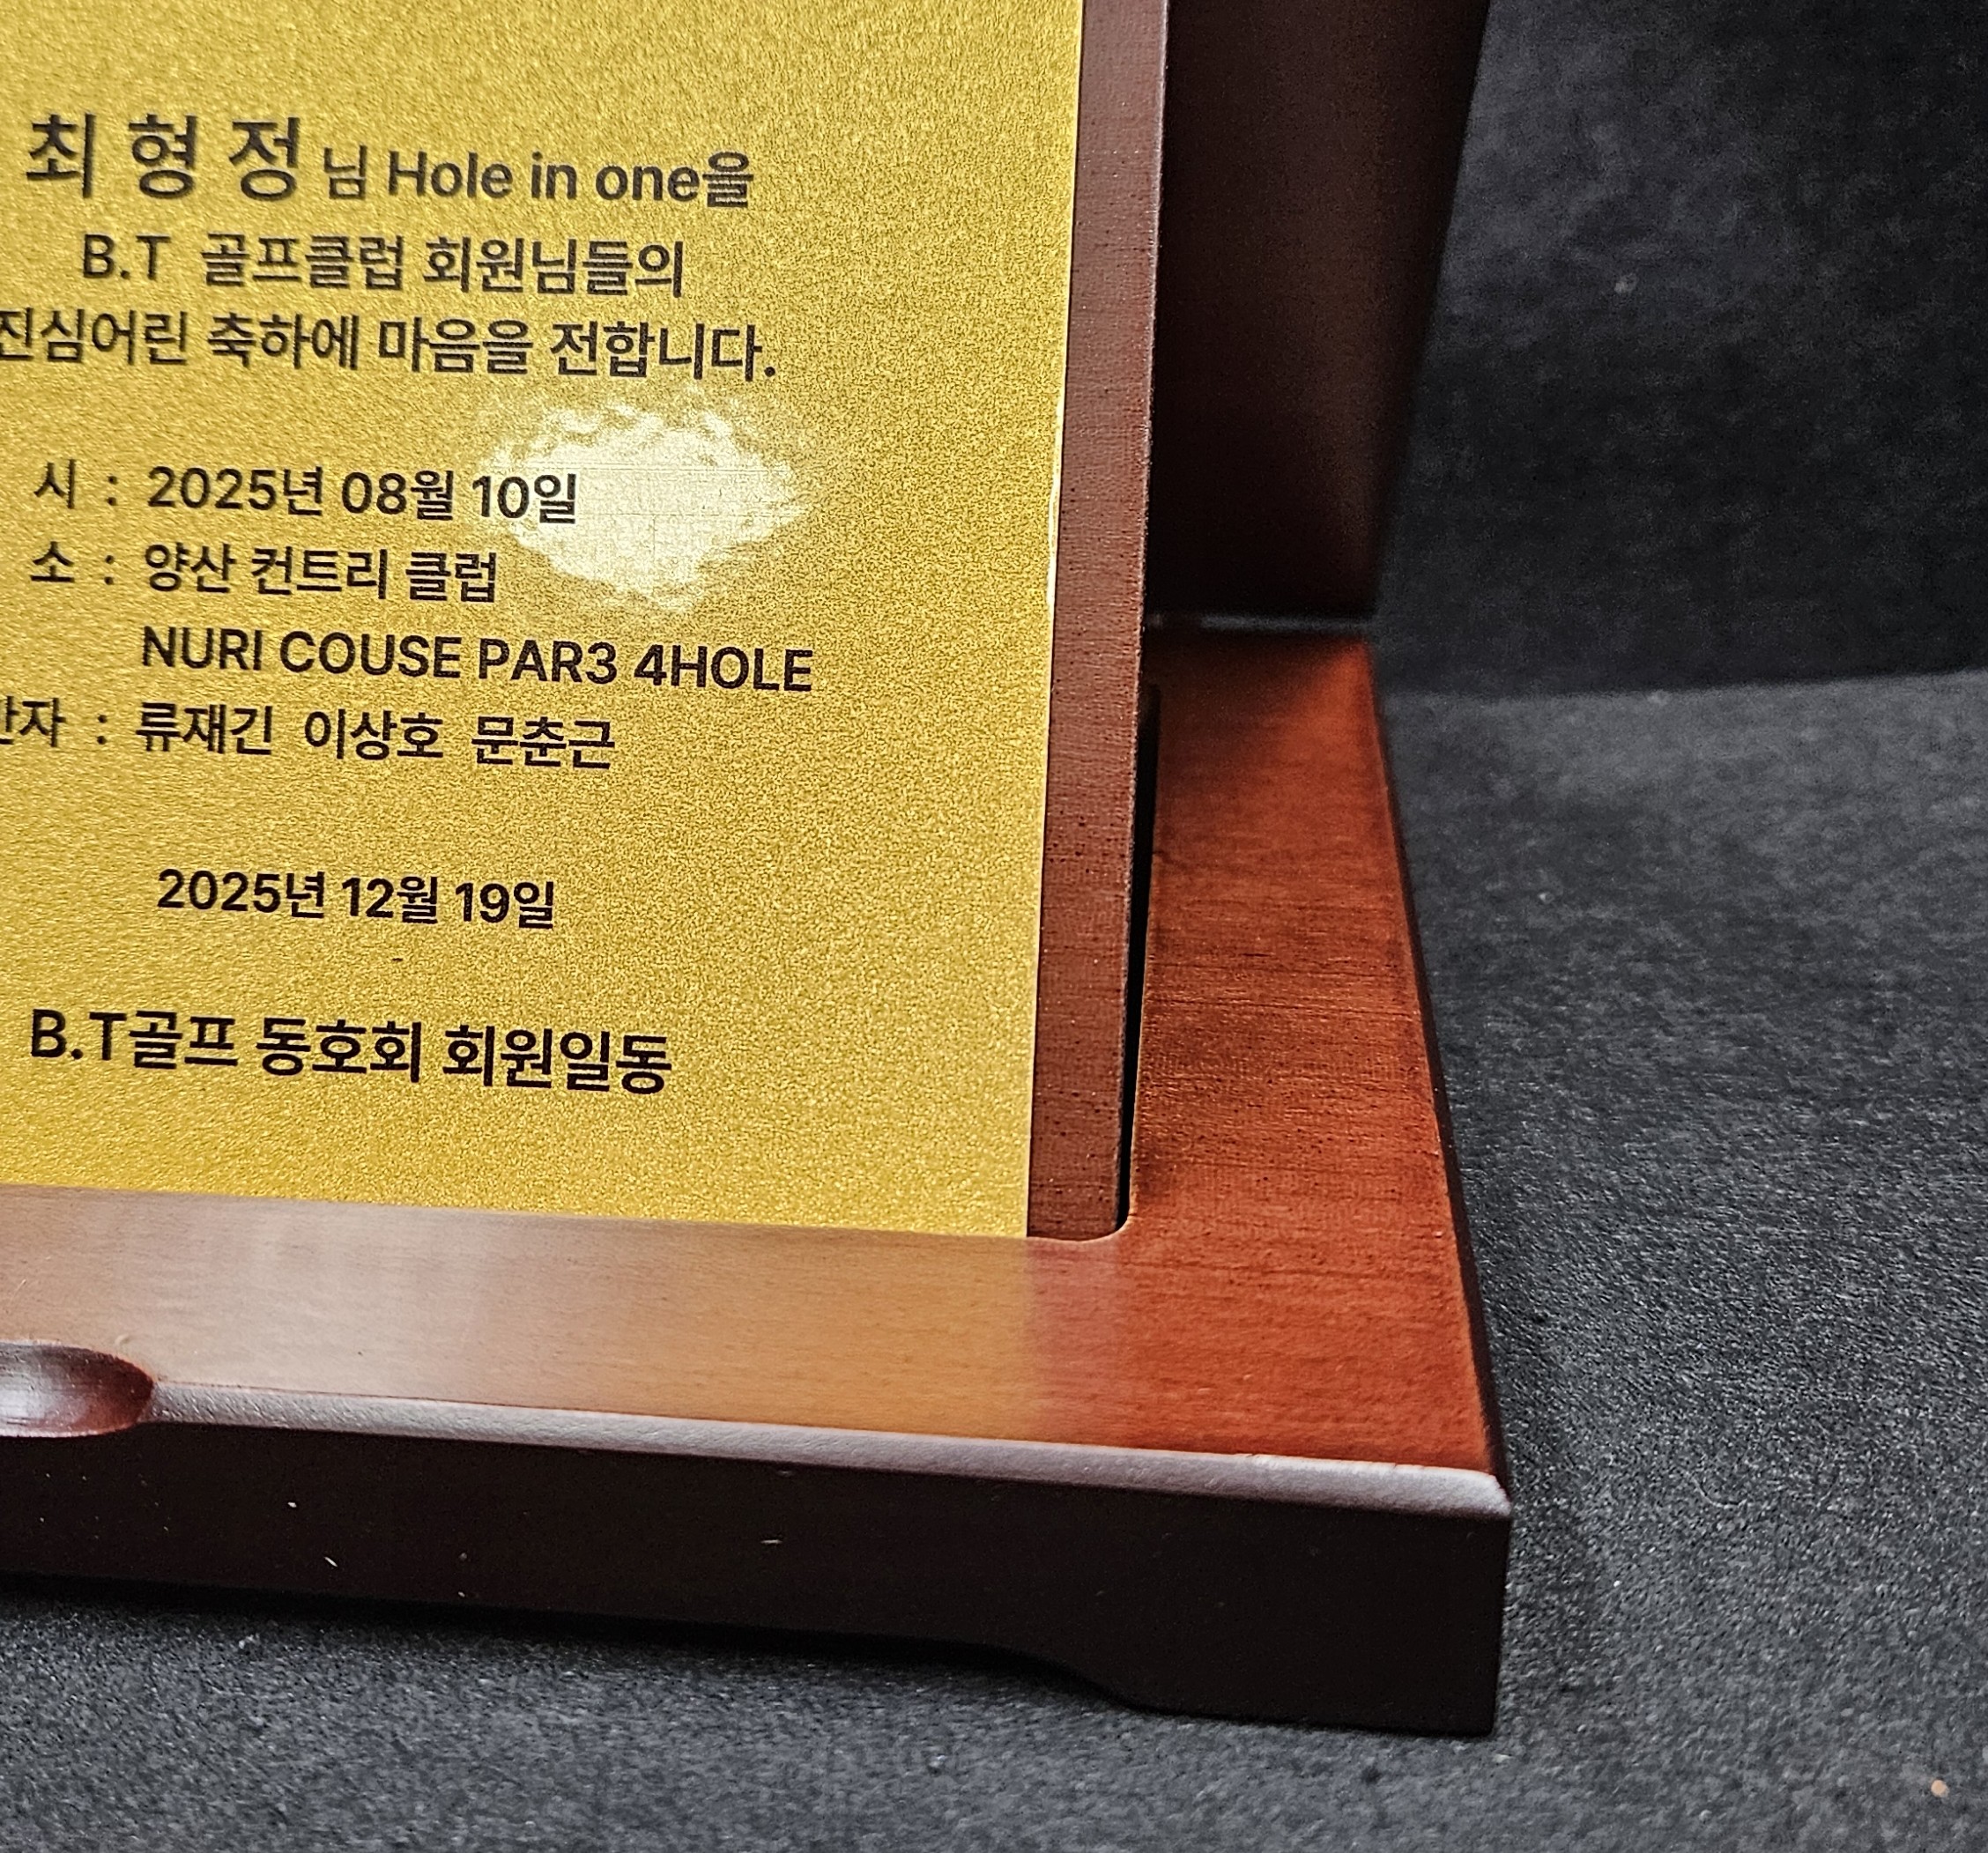 최 형 정 님 Hole in one을
B.T 골프클럽 회원님들의
진심어린 축하에 마음을 전합니다.
시 : 2025년 08월 10일
소 : 양산 컨트리 클럽
NURI COUSE PAR3 4HOLE
반자 : 류재긴 이상호 문춘근
2025년 12월 19일
B.T골프 동호회 회원일동